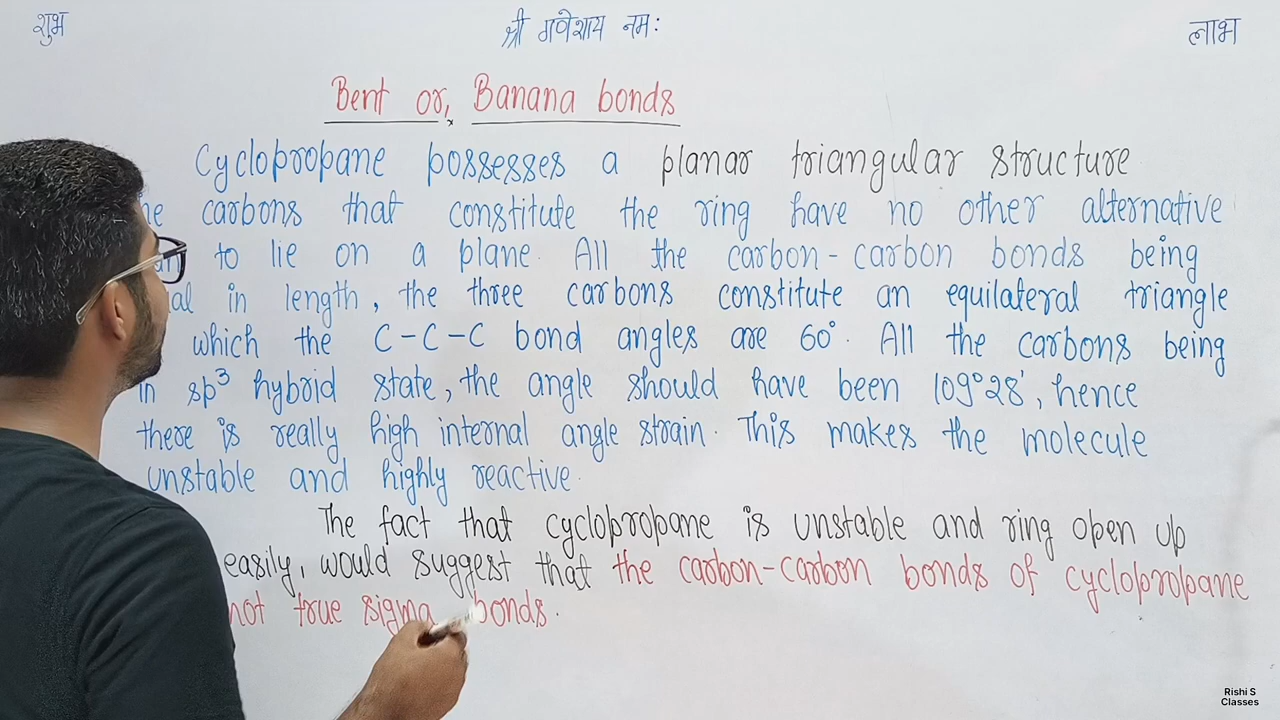 शुभ श्री गणेशाय नमः लाभ
Bent or, Banana bonds
Cyclopropane possesses a planar triangular structure
he carbons that constitute the ring have no other alternative
an to lie on a plane. All the carbon-carbon bonds being
al in length, the three carbons constitute an equilateral triangle
which the C-C-C bond angles are 60°. All the carbons being
in sp³ hybrid state, the angle should have been 109°28', hence
there is really high internal angle strain. This makes the molecule
unstable and highly reactive.
The fact that cyclopropane is unstable and ring open up
easily, would suggest that the carbon-carbon bonds of cyclopropane
not true sigma bonds.
Rishi S
Classes